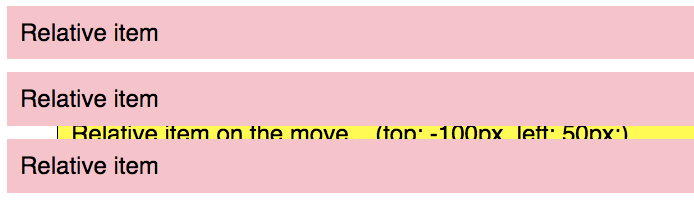 Relative item
Relative item
Relative item on the move (top: -100px, left: 50px;)
Relative item